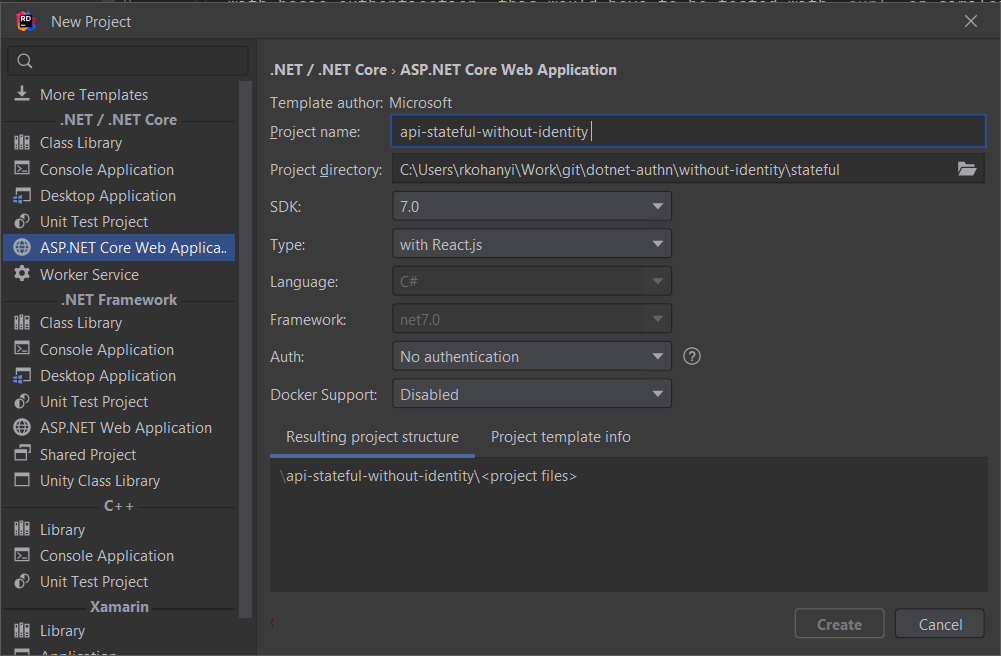 RD
New Project
More Templates
.NET / .NET Core
Class Library
Console Application
Desktop Application
Unit Test Project
ASP.NET Core Web Applica..
Worker Service
.NET Framework
Class Library
Console Application
Desktop Application
Unit Test Project
ASP.NET Web Application
Shared Project
Unity Class Library
C++
Library
Console Application
Unit Test Project
Xamarin
Library
Application
.NET / .NET Core › ASP.NET Core Web Application
Template author: Microsoft
Project name: api-stateful-without-identity
Project directory: C:\Users\rkohanyi\Work\git\dotnet-authn\without-identity\stateful
SDK: 7.0
Type: with React.js
Language: C#
Framework: net7.0
Auth: No authentication ?
Docker Support: Disabled
Resulting project structure Project template info
\api-stateful-without-identity\<project files>
Create Cancel